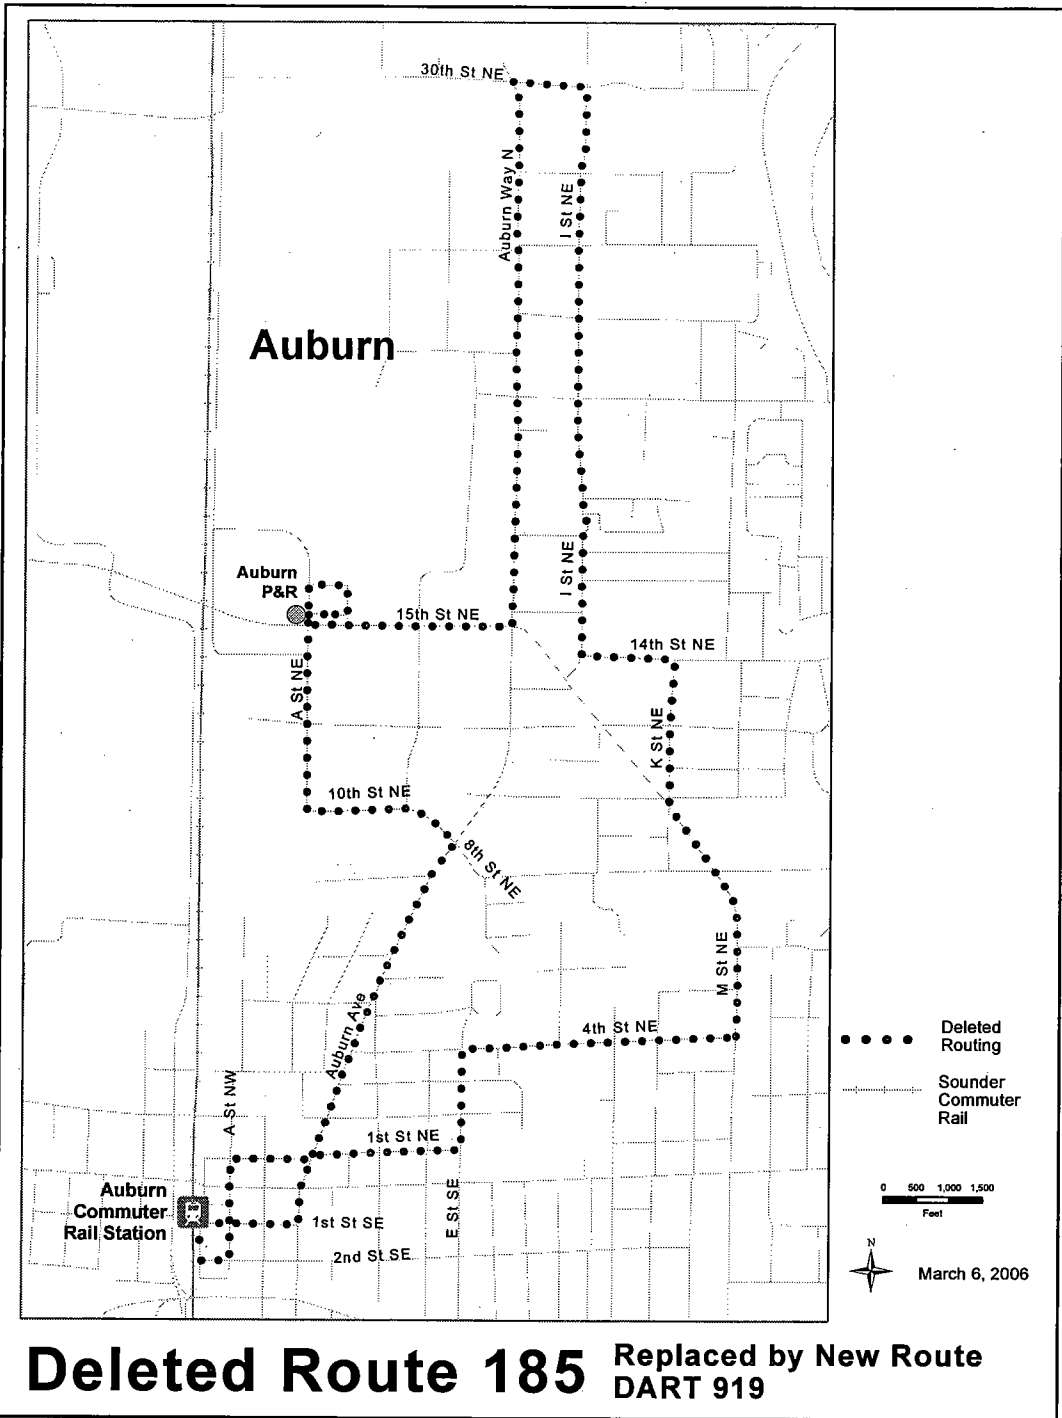 30th St NE
Auburn Way N
I St NE
Auburn
Auburn
P&R
15th St NE
I St NE
14th St NE
A St NE
K St NE
10th St NE
8th St NE
M St NE
Auburn Ave
4th St NE
Deleted
Routing
Sounder
Commuter
Rail
A St NW
1st St NE
Auburn
Commuter
Rail Station
E St SE
1st St SE
2nd St SE
0 500 1,000 1,500
Feet
N
March 6, 2006
Deleted Route 185
Replaced by New Route
DART 919